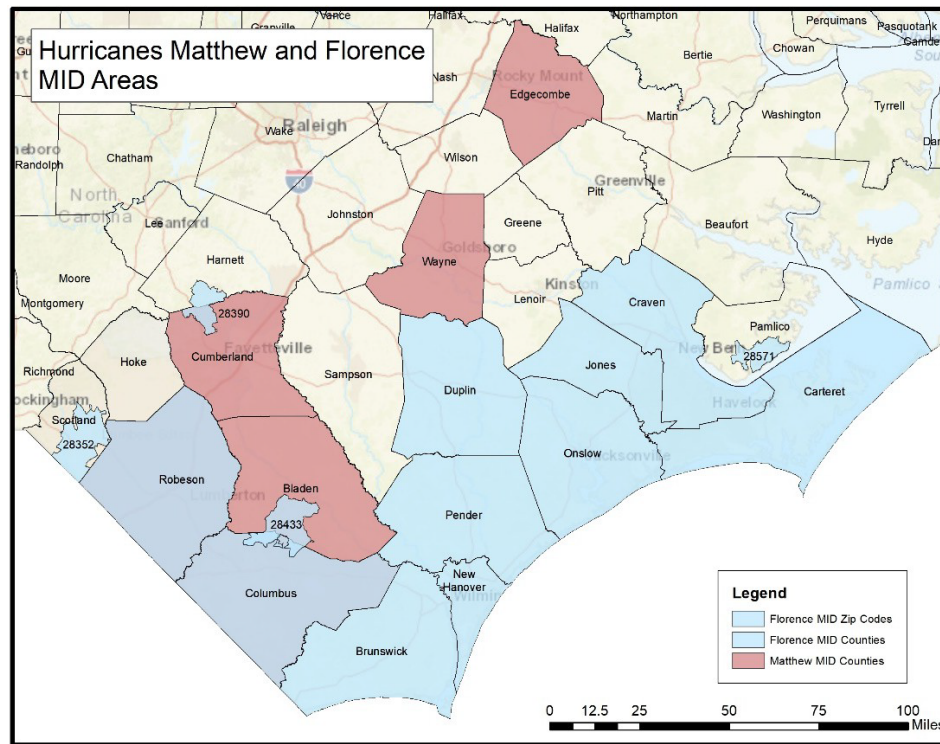 Hurricanes Matthew and Florence
MID Areas
Vance
Halifax
Northampton
Granville
Halifax
Perquimans
Pasquotank
Camde
Chowan
Bertie
Nash
Rocky Mount
Edgecombe
Martin
Washington
Tyrrell
Dar
Raleigh
Wake
Wilson
Randolph
Chatham
North
Carolina
Sanford
Lee
Johnston
Greenville
Pitt
Greene
Beaufort
Hyde
Goldsboro
Wayne
Harnett
Moore
Montgomery
Kinston
Lenoir
Craven
Pamlico
28390
Pamlico
28571
New Bern
Hoke
Cumberland
Fayetteville
Richmond
ockingham
Sampson
Duplin
Jones
Carteret
Havelock
Scotland
28352
Robeson
Lumberton
Bladen
Onslow
Jacksonville
28433
Pender
Columbus
New
Hanover
Wilming
Brunswick
Legend
Florence MID Zip Codes
Florence MID Counties
Matthew MID Counties
0 12.5 25 50 75 100
Miles